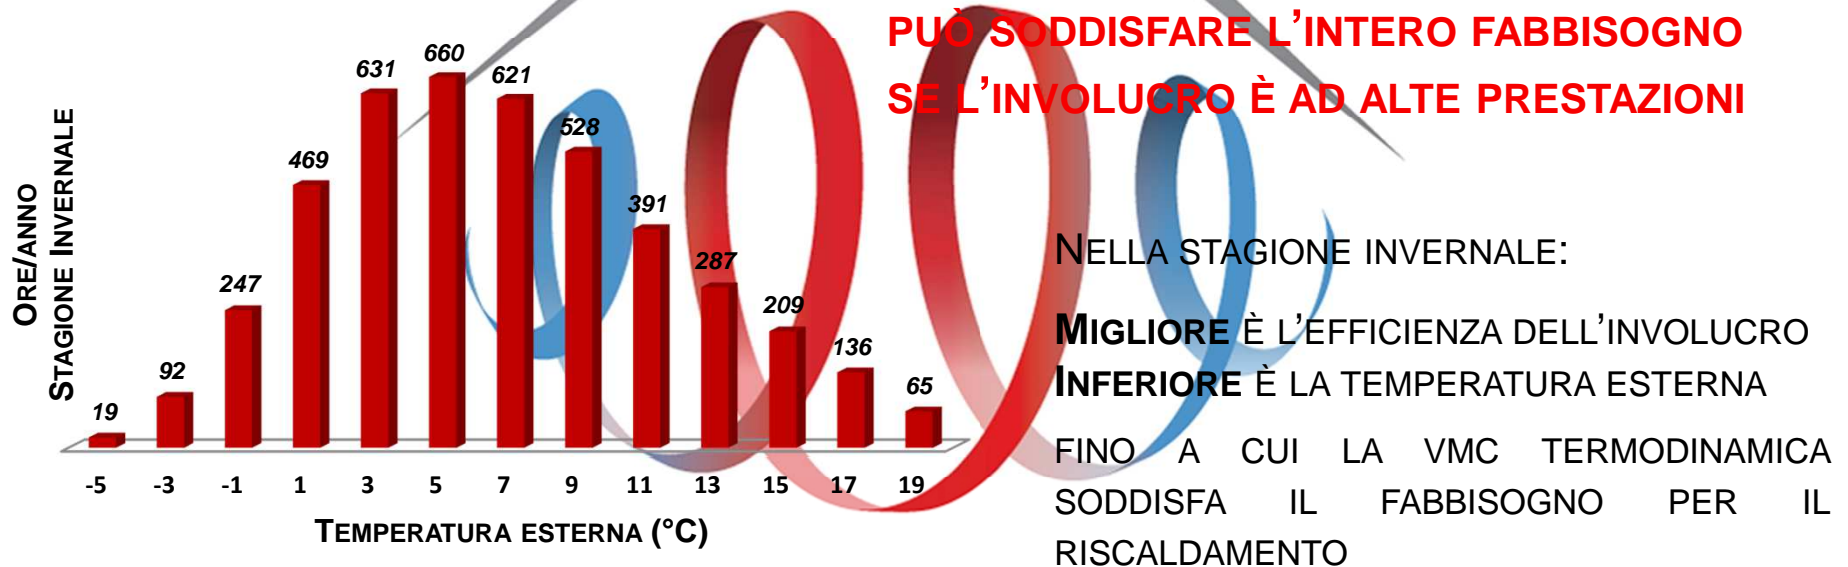 PUÒ SODDISFARE L'INTERO FABBISOGNO
SE L'INVOLUCRO È AD ALTE PRESTAZIONI
ORE/ANNO
STAGIONE INVERNALE
19
92
247
469
631
660
621
528
391
287
209
136
65
-5 -3 -1 1 3 5 7 9 11 13 15 17 19
TEMPERATURA ESTERNA (°C)
NELLA STAGIONE INVERNALE:
MIGLIORE È L'EFFICIENZA DELL'INVOLUCRO
INFERIORE È LA TEMPERATURA ESTERNA
FINO A CUI LA VMC TERMODINAMICA
SODDISFA IL FABBISOGNO PER IL
RISCALDAMENTO